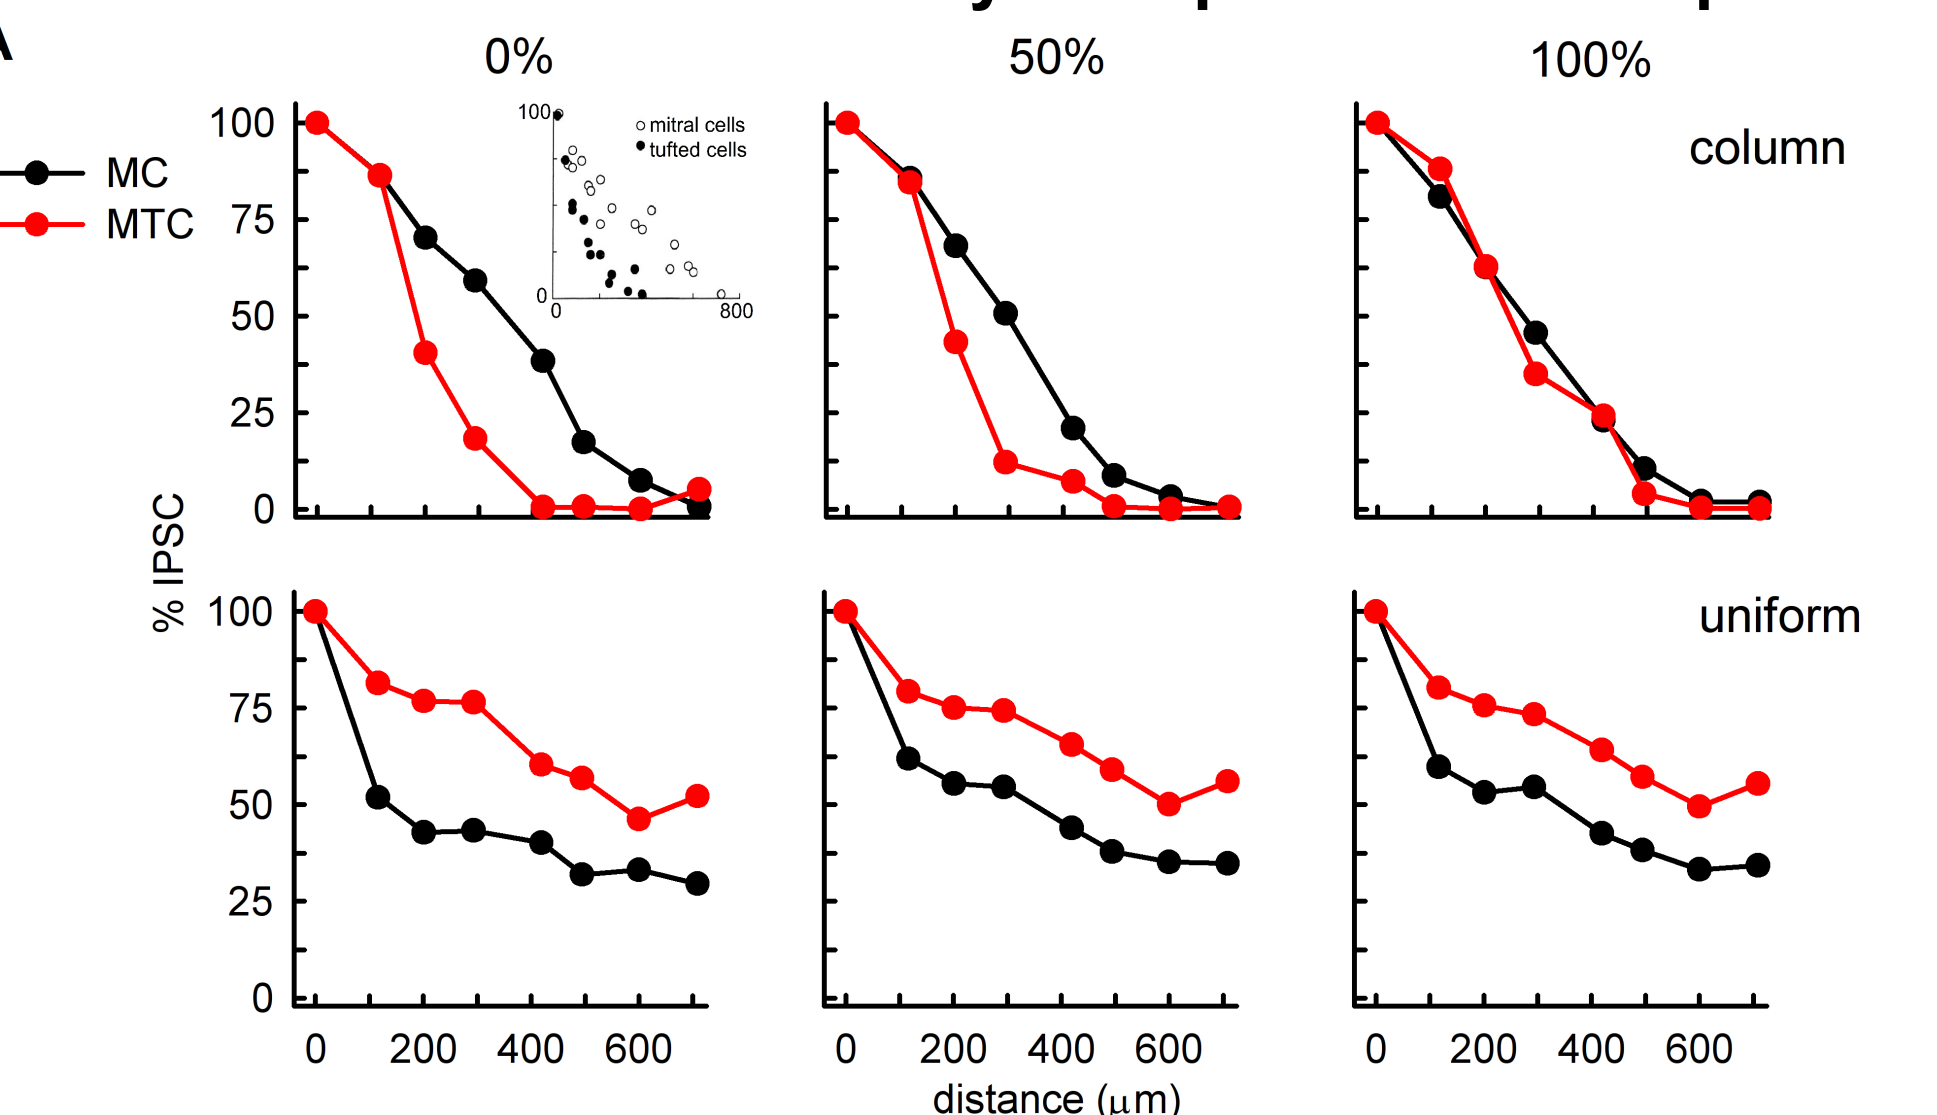 A
0% 50% 100%
MC
MTC
100
75
50
25
0
100
0
0 800
mitral cells
tufted cells
column
% IPSC
100
75
50
25
0
uniform
0 200 400 600 0 200 400 600 0 200 400 600
distance (μm)